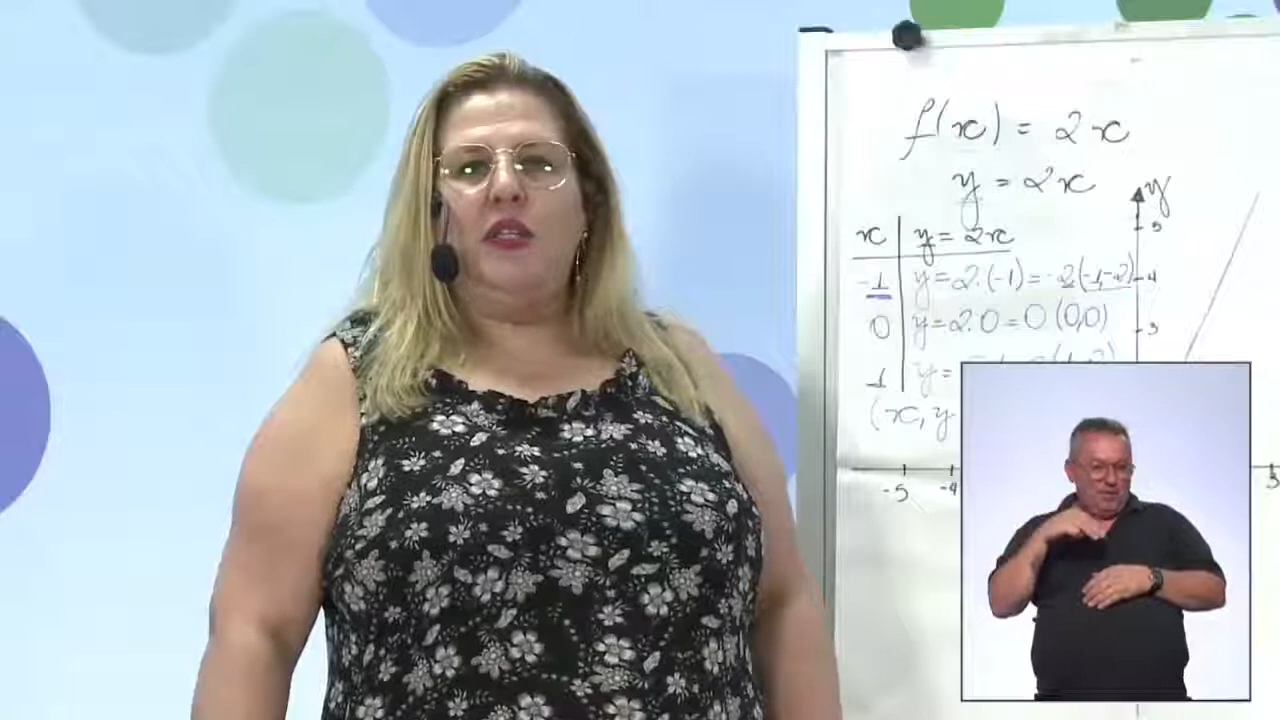 f(x) = 2x
y = 2x
x y = 2x
-1 y = 2.(-1) = -2 (-1,-2)
0 y = 2.0 = 0 (0,0)
1 y =
(x, y
y
5
4
3
-5 -4 3